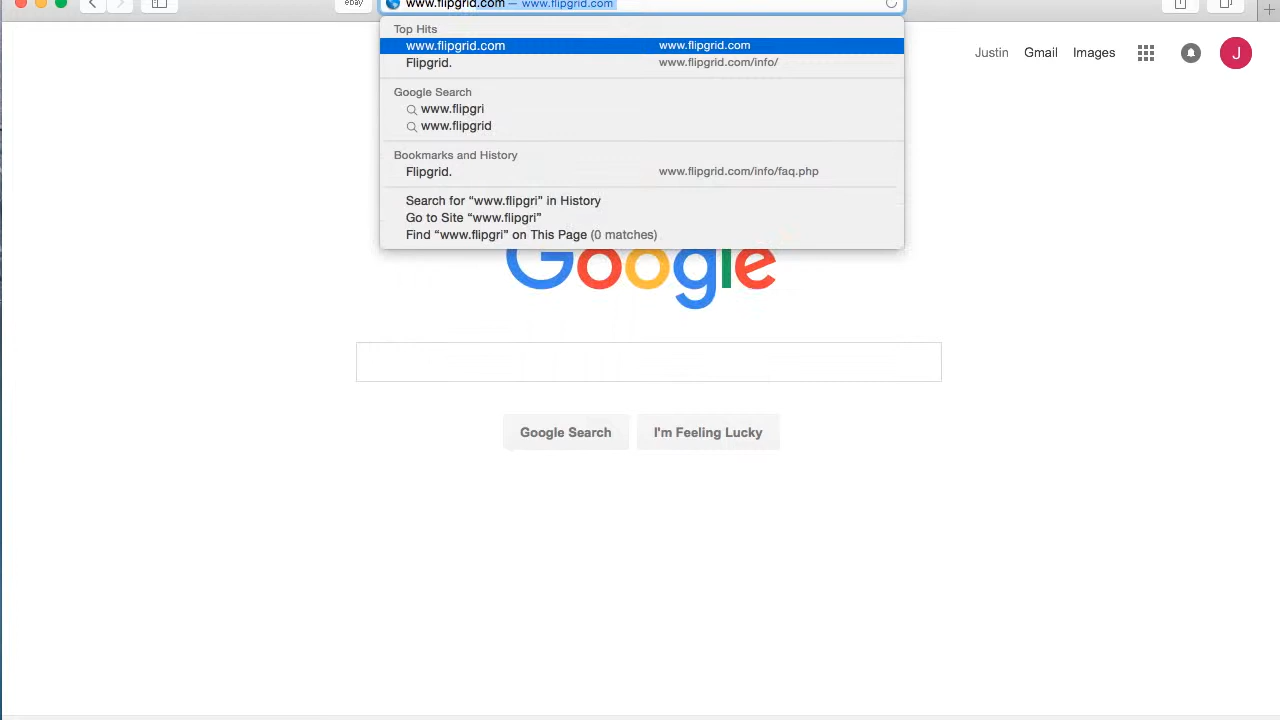 ebay
www.flipgrid.com — www.flipgrid.com
Top Hits
www.flipgrid.com www.flipgrid.com
Flipgrid. www.flipgrid.com/info/
Google Search
www.flipgri
www.flipgrid
Bookmarks and History
Flipgrid. www.flipgrid.com/info/faq.php
Search for “www.flipgri” in History
Go to Site “www.flipgri”
Find “www.flipgri” on This Page (0 matches)
Justin Gmail Images J
Google
Google Search I'm Feeling Lucky